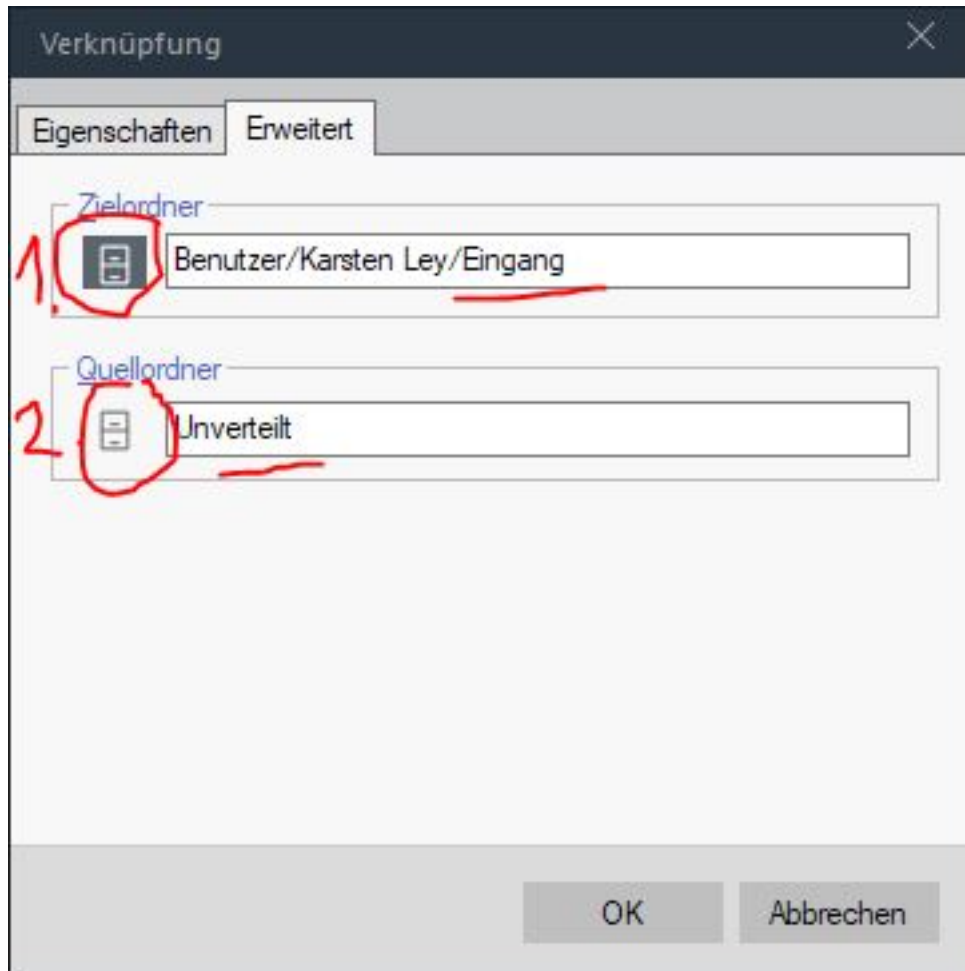 Verknüpfung
Eigenschaften Erweitert
Zielordner
1. Benutzer/Karsten Ley/Eingang
Quellordner
2. Unverteilt
OK Abbrechen